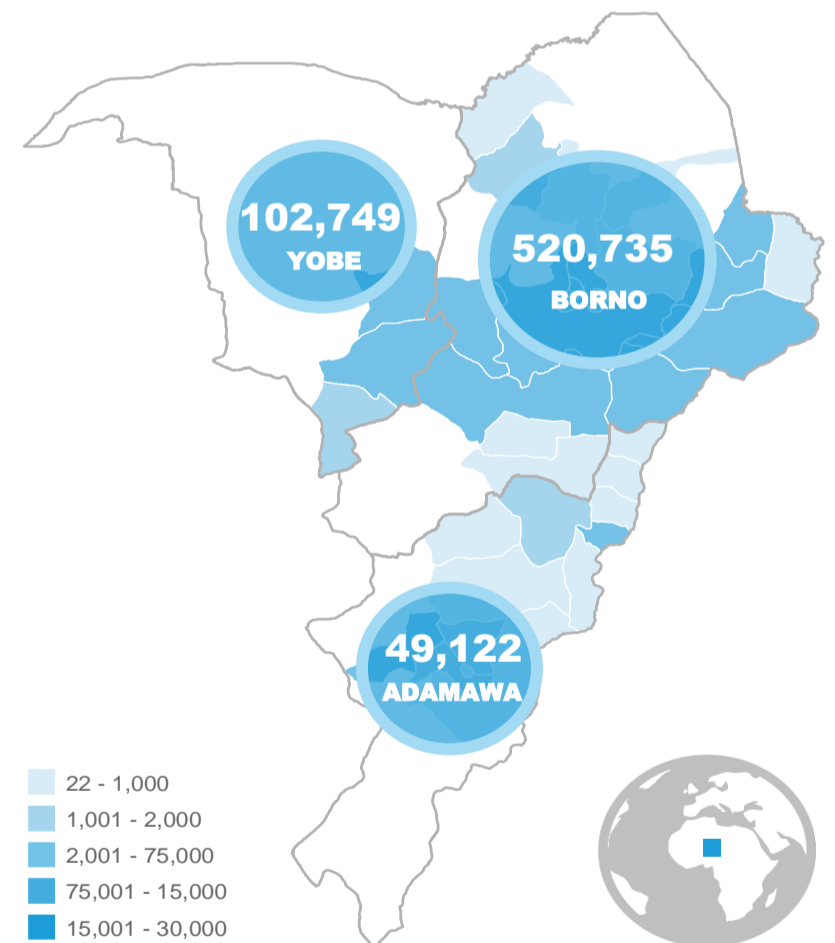 102,749
YOBE
520,735
BORNO
49,122
ADAMAWA
22 - 1,000
1,001 - 2,000
2,001 - 75,000
75,001 - 15,000
15,001 - 30,000